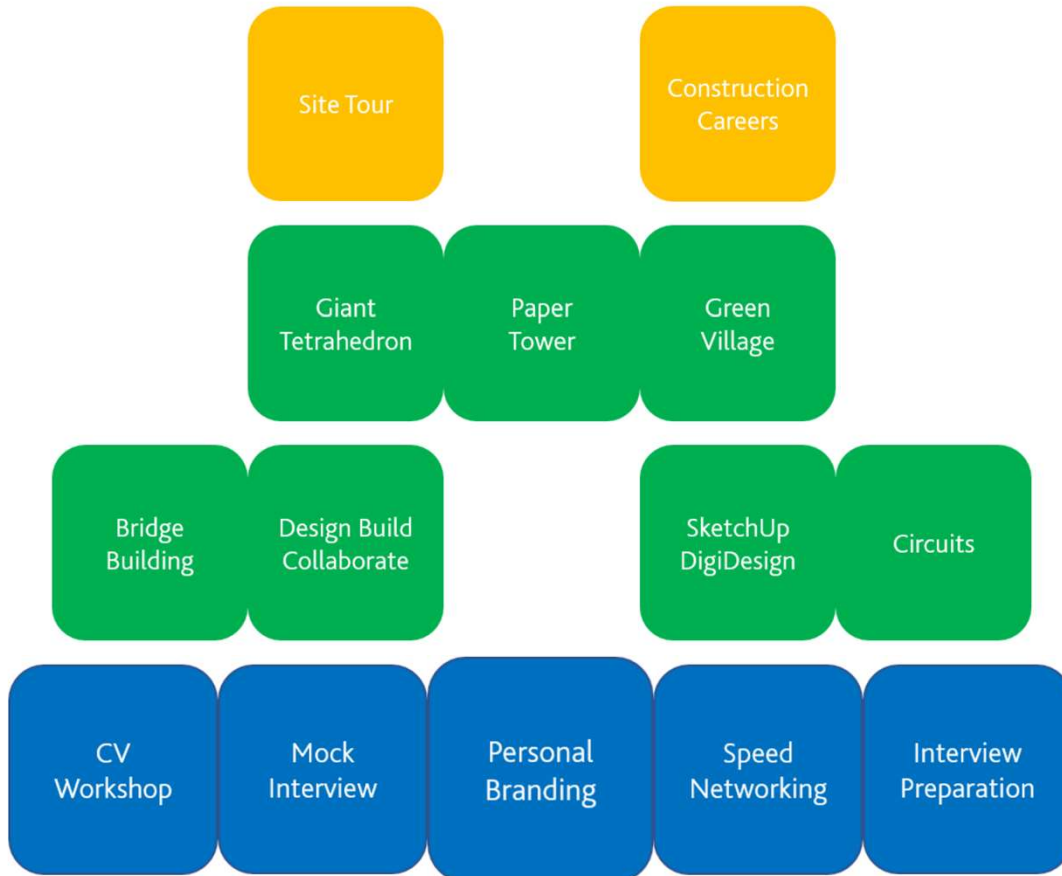 Site Tour
Construction
Careers
Giant
Tetrahedron
Paper
Tower
Green
Village
Bridge
Building
Design Build
Collaborate
SketchUp
DigiDesign
Circuits
CV
Workshop
Mock
Interview
Personal
Branding
Speed
Networking
Interview
Preparation